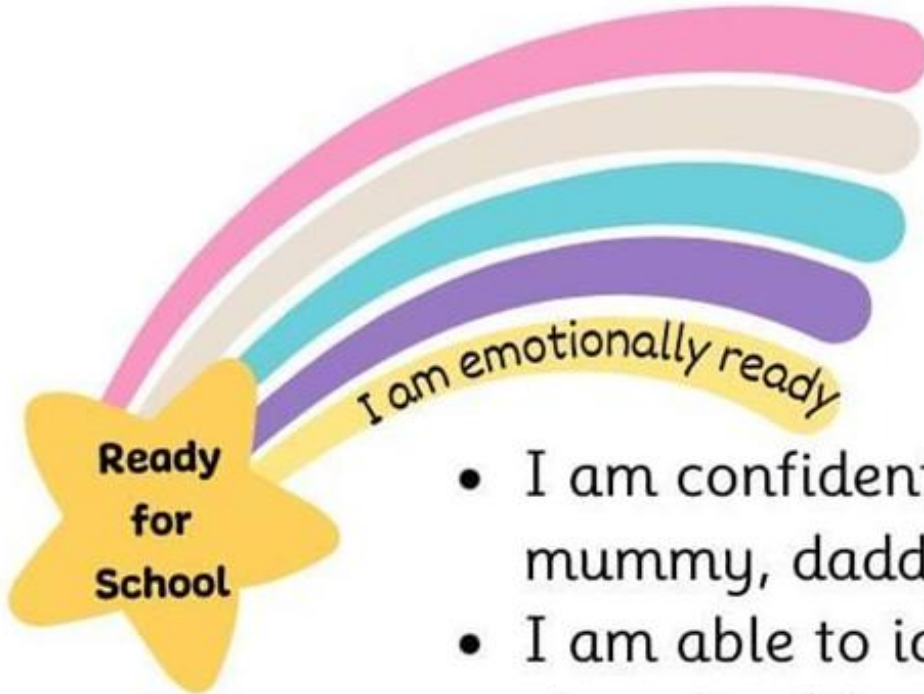 I am emotionally ready
Ready
for
School
• I am confident
mummy, dadd
• I am able to